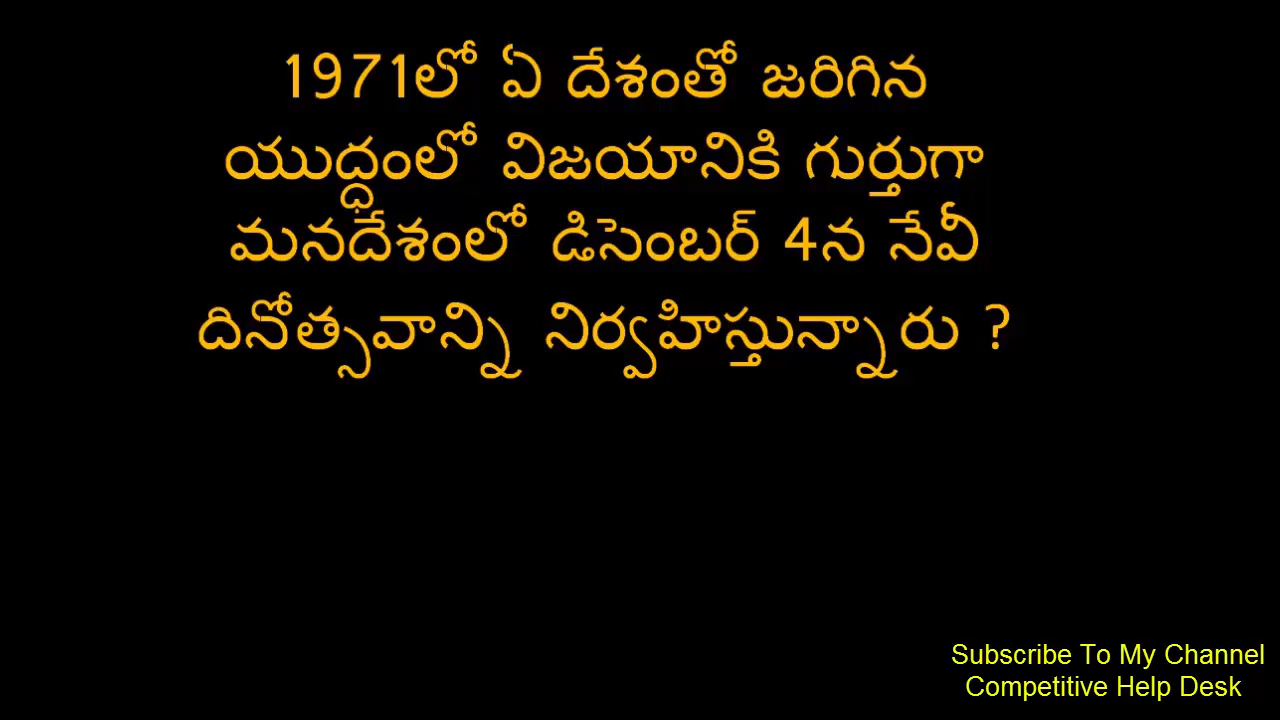 1971లో ఏ దేశంతో జరిగిన
యుద్ధంలో విజయానికి గుర్తుగా
మనదేశంలో డిసెంబర్ 4న నేవీ
దినోత్సవాన్ని నిర్వహిస్తున్నారు ?
Subscribe To My Channel
Competitive Help Desk